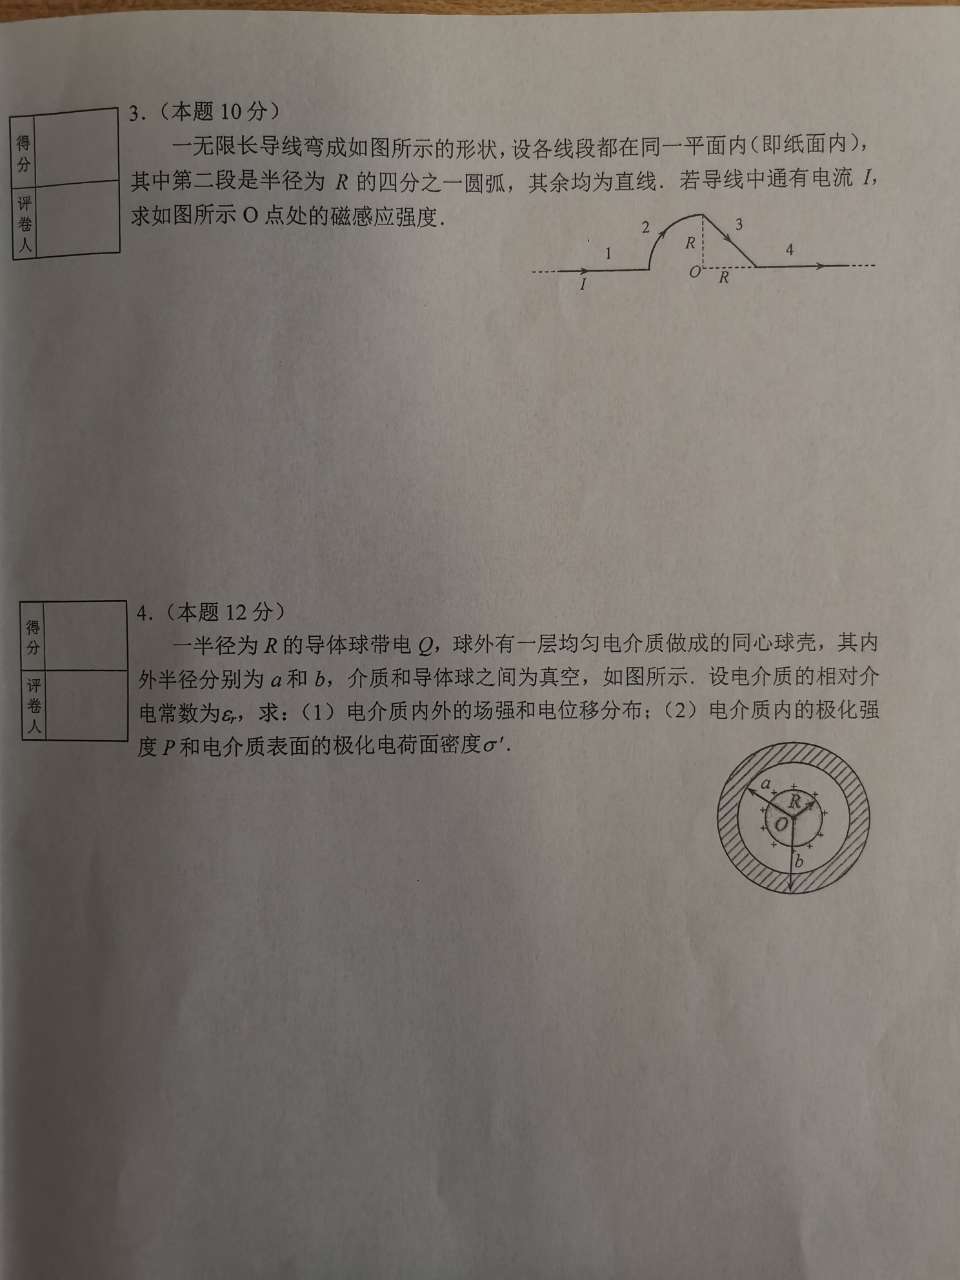 得分
评卷人
3.（本题 10 分）
一无限长导线弯成如图所示的形状，设各线段都在同一平面内（即纸面内），
其中第二段是半径为 R 的四分之一圆弧，其余均为直线．若导线中通有电流 I，
求如图所示 O 点处的磁感应强度．
1
2
3
4
R
O
R
I
得分
评卷人
4.（本题 12 分）
一半径为 R 的导体球带电 Q，球外有一层均匀电介质做成的同心球壳，其内
外半径分别为 a 和 b，介质和导体球之间为真空，如图所示．设电介质的相对介
电常数为εr，求：（1）电介质内外的场强和电位移分布；（2）电介质内的极化强
度 P 和电介质表面的极化电荷面密度σ′．
a
R
O
b